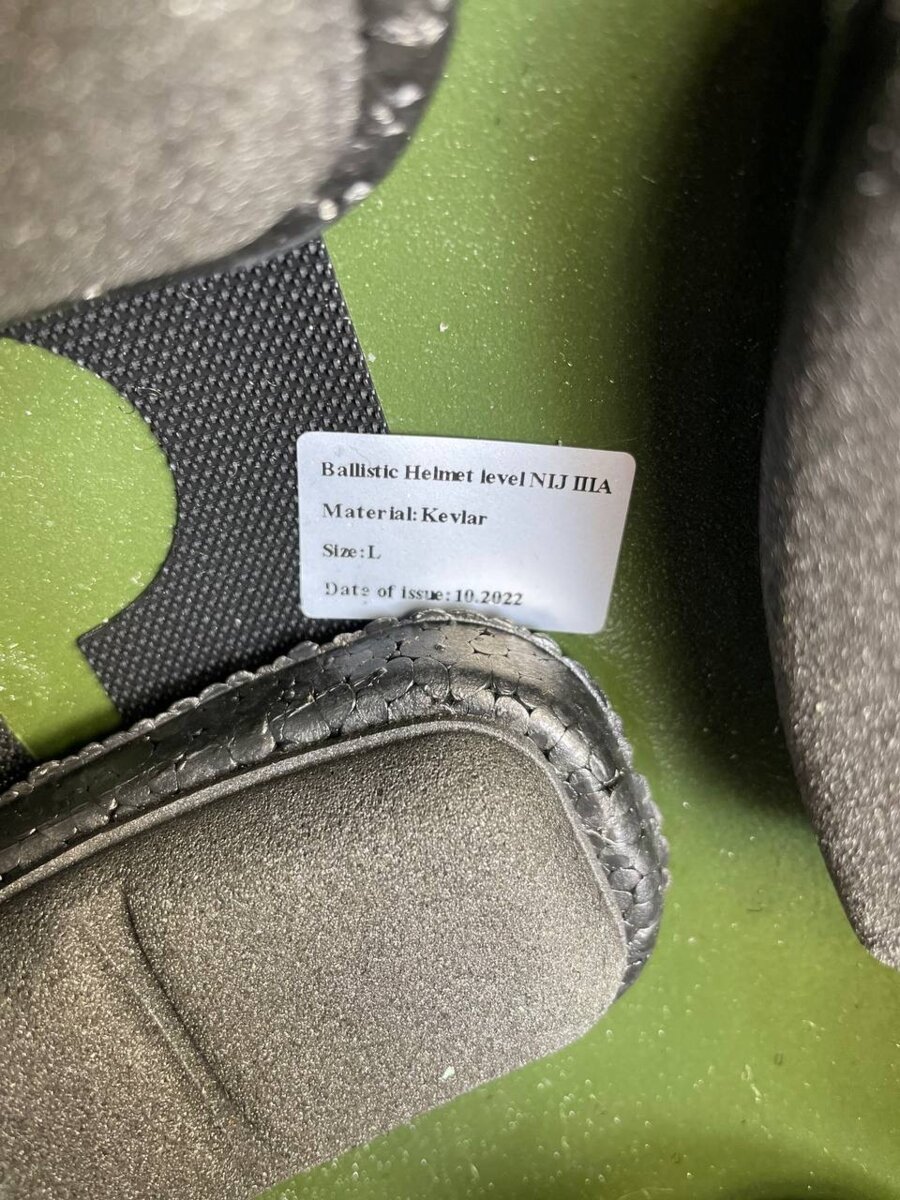 Ballistic Helmet level NIJ IIIA
Material:Kevlar
Size:L
Date of issue:10.2022